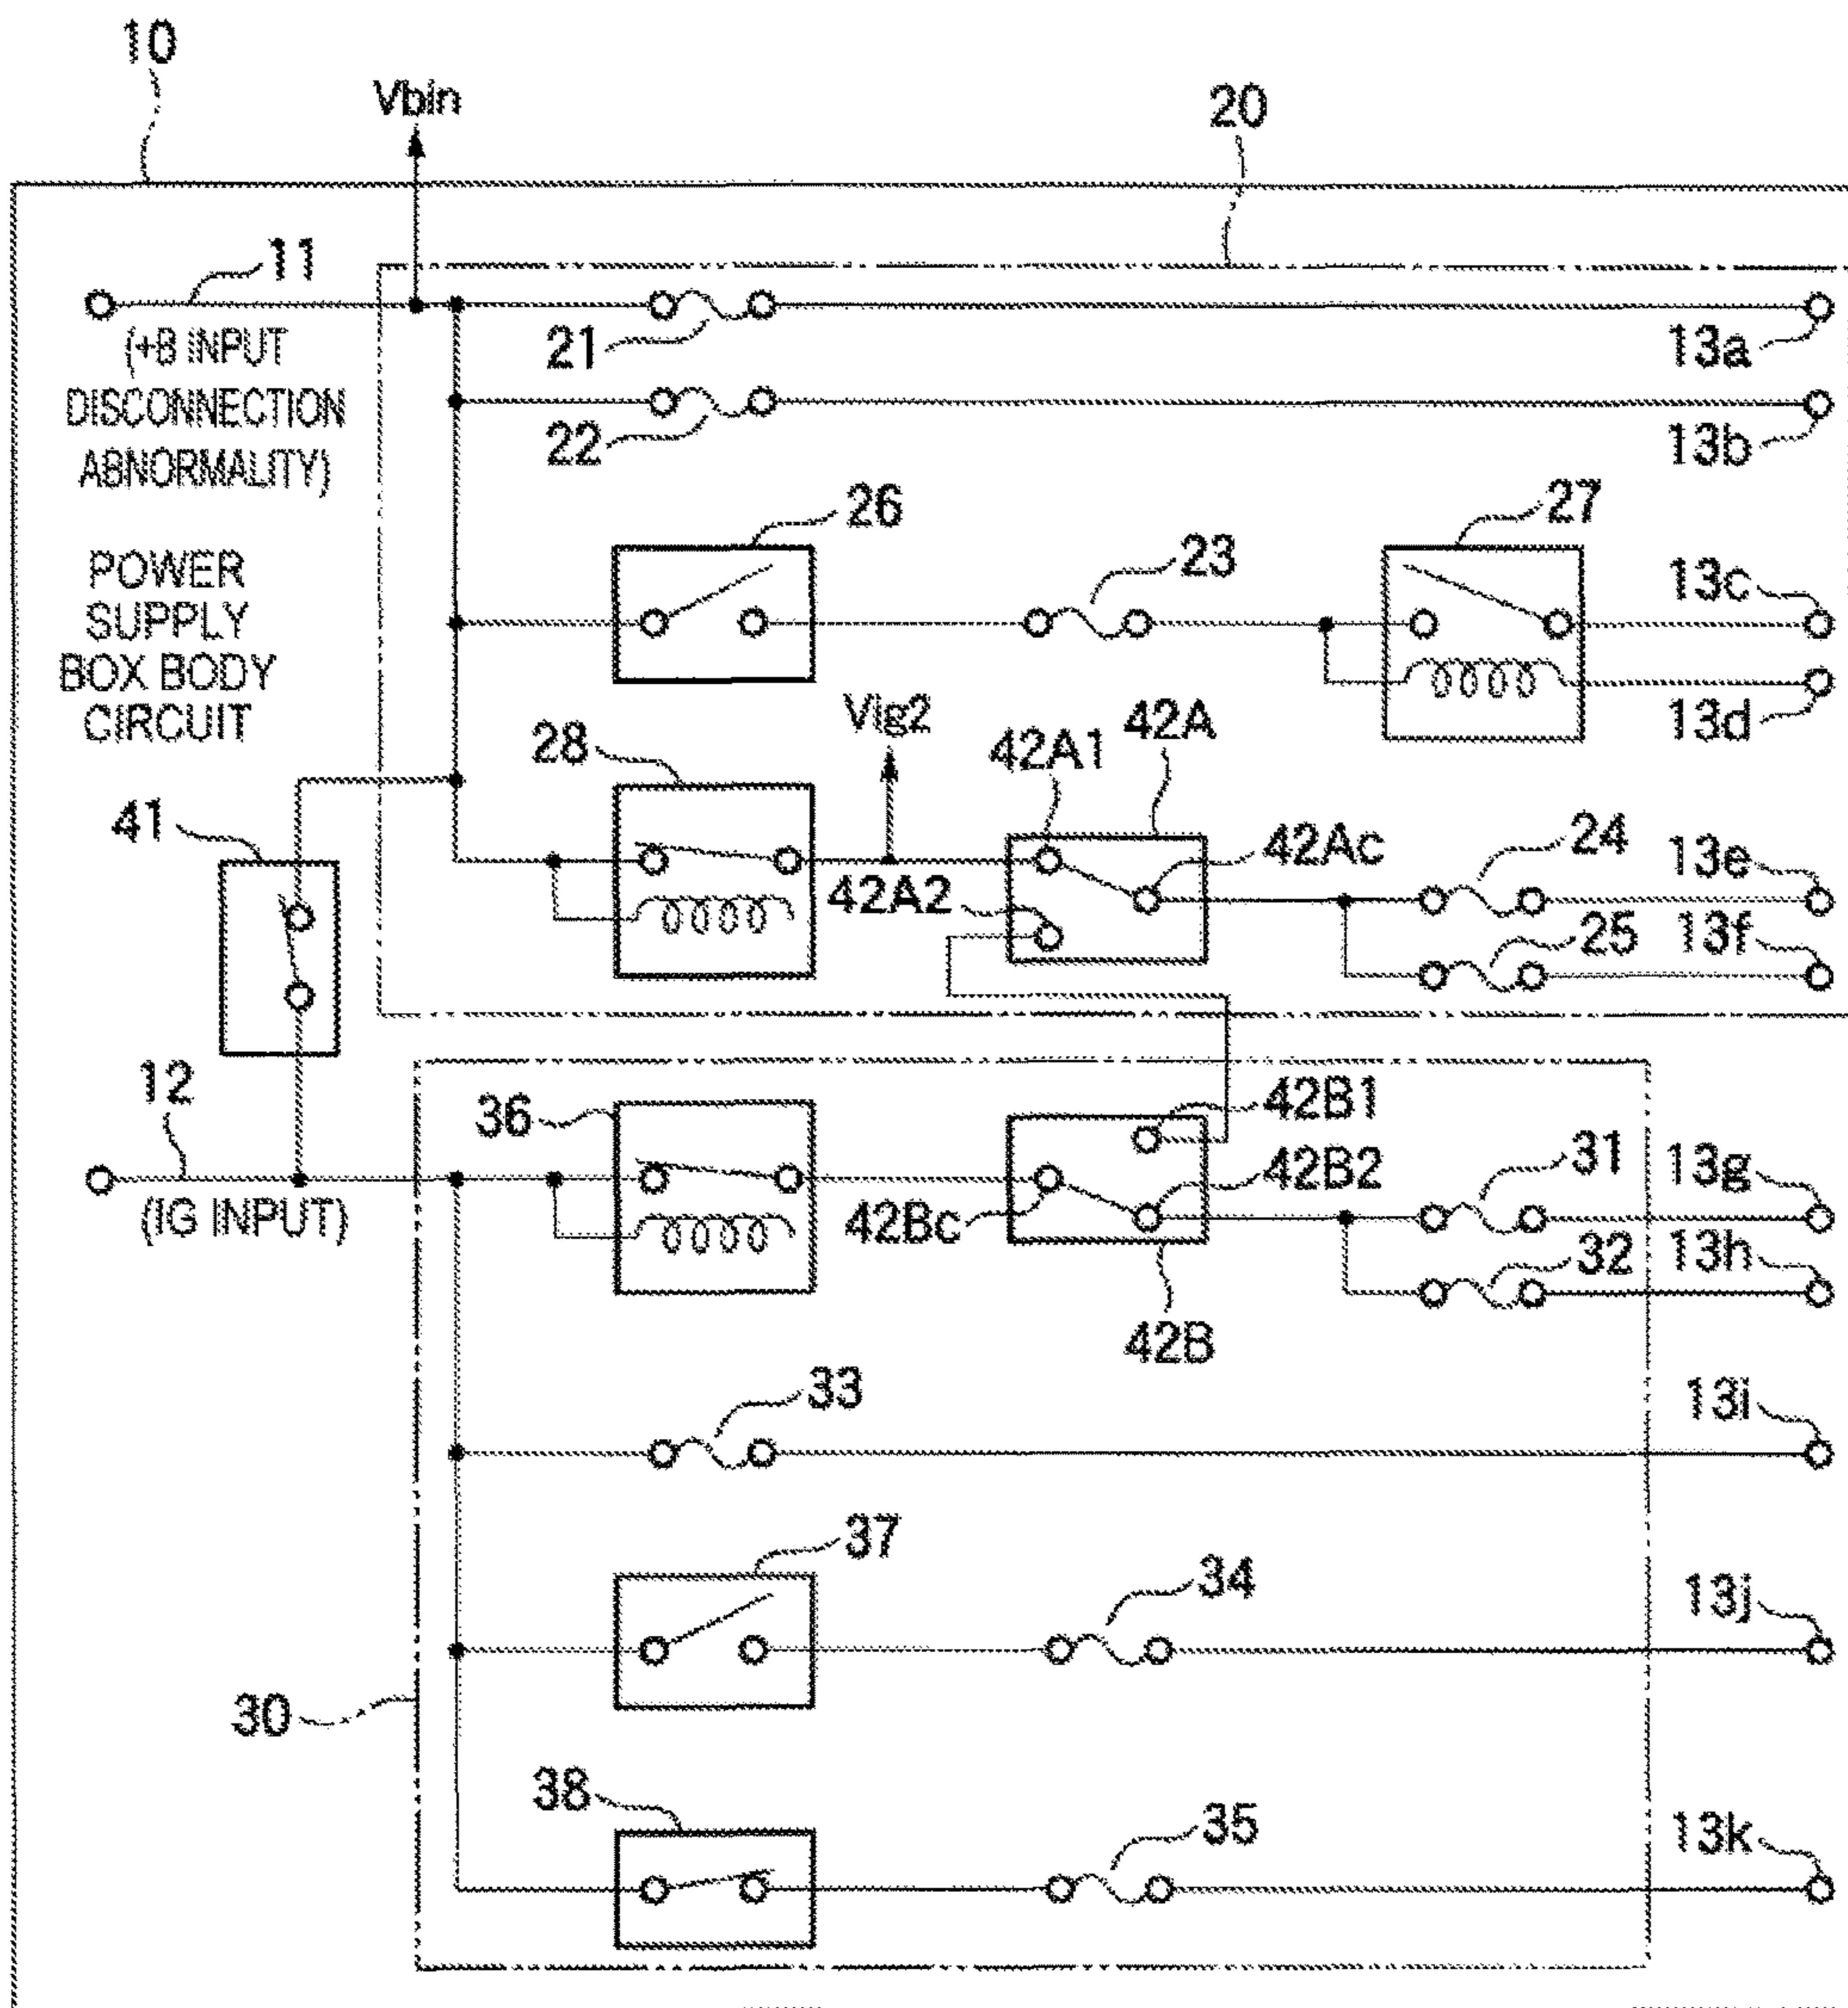 10
Vbin
20
11
(+B INPUT
DISCONNECTION
ABNORMALITY)
21
13a
22
13b
POWER
SUPPLY
BOX BODY
CIRCUIT
26
23
27
13c
13d
28
Vig2
42A1
42A
41
42A2
42Ac
24
13e
25
13f
12
(IG INPUT)
36
42B1
42Bc
42B2
31
13g
32
13h
42B
33
13i
37
34
13j
30
38
35
13k